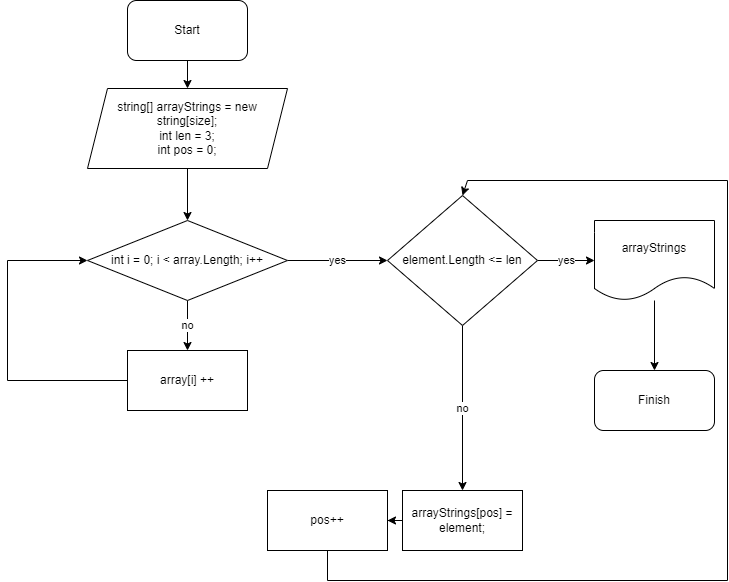 Start
string[] arrayStrings = new
string[size];
int len = 3;
int pos = 0;
int i = 0; i < array.Length; i++
yes
element.Length <= len
yes
arrayStrings
no
array[i] ++
Finish
no
pos++
arrayStrings[pos] =
element;